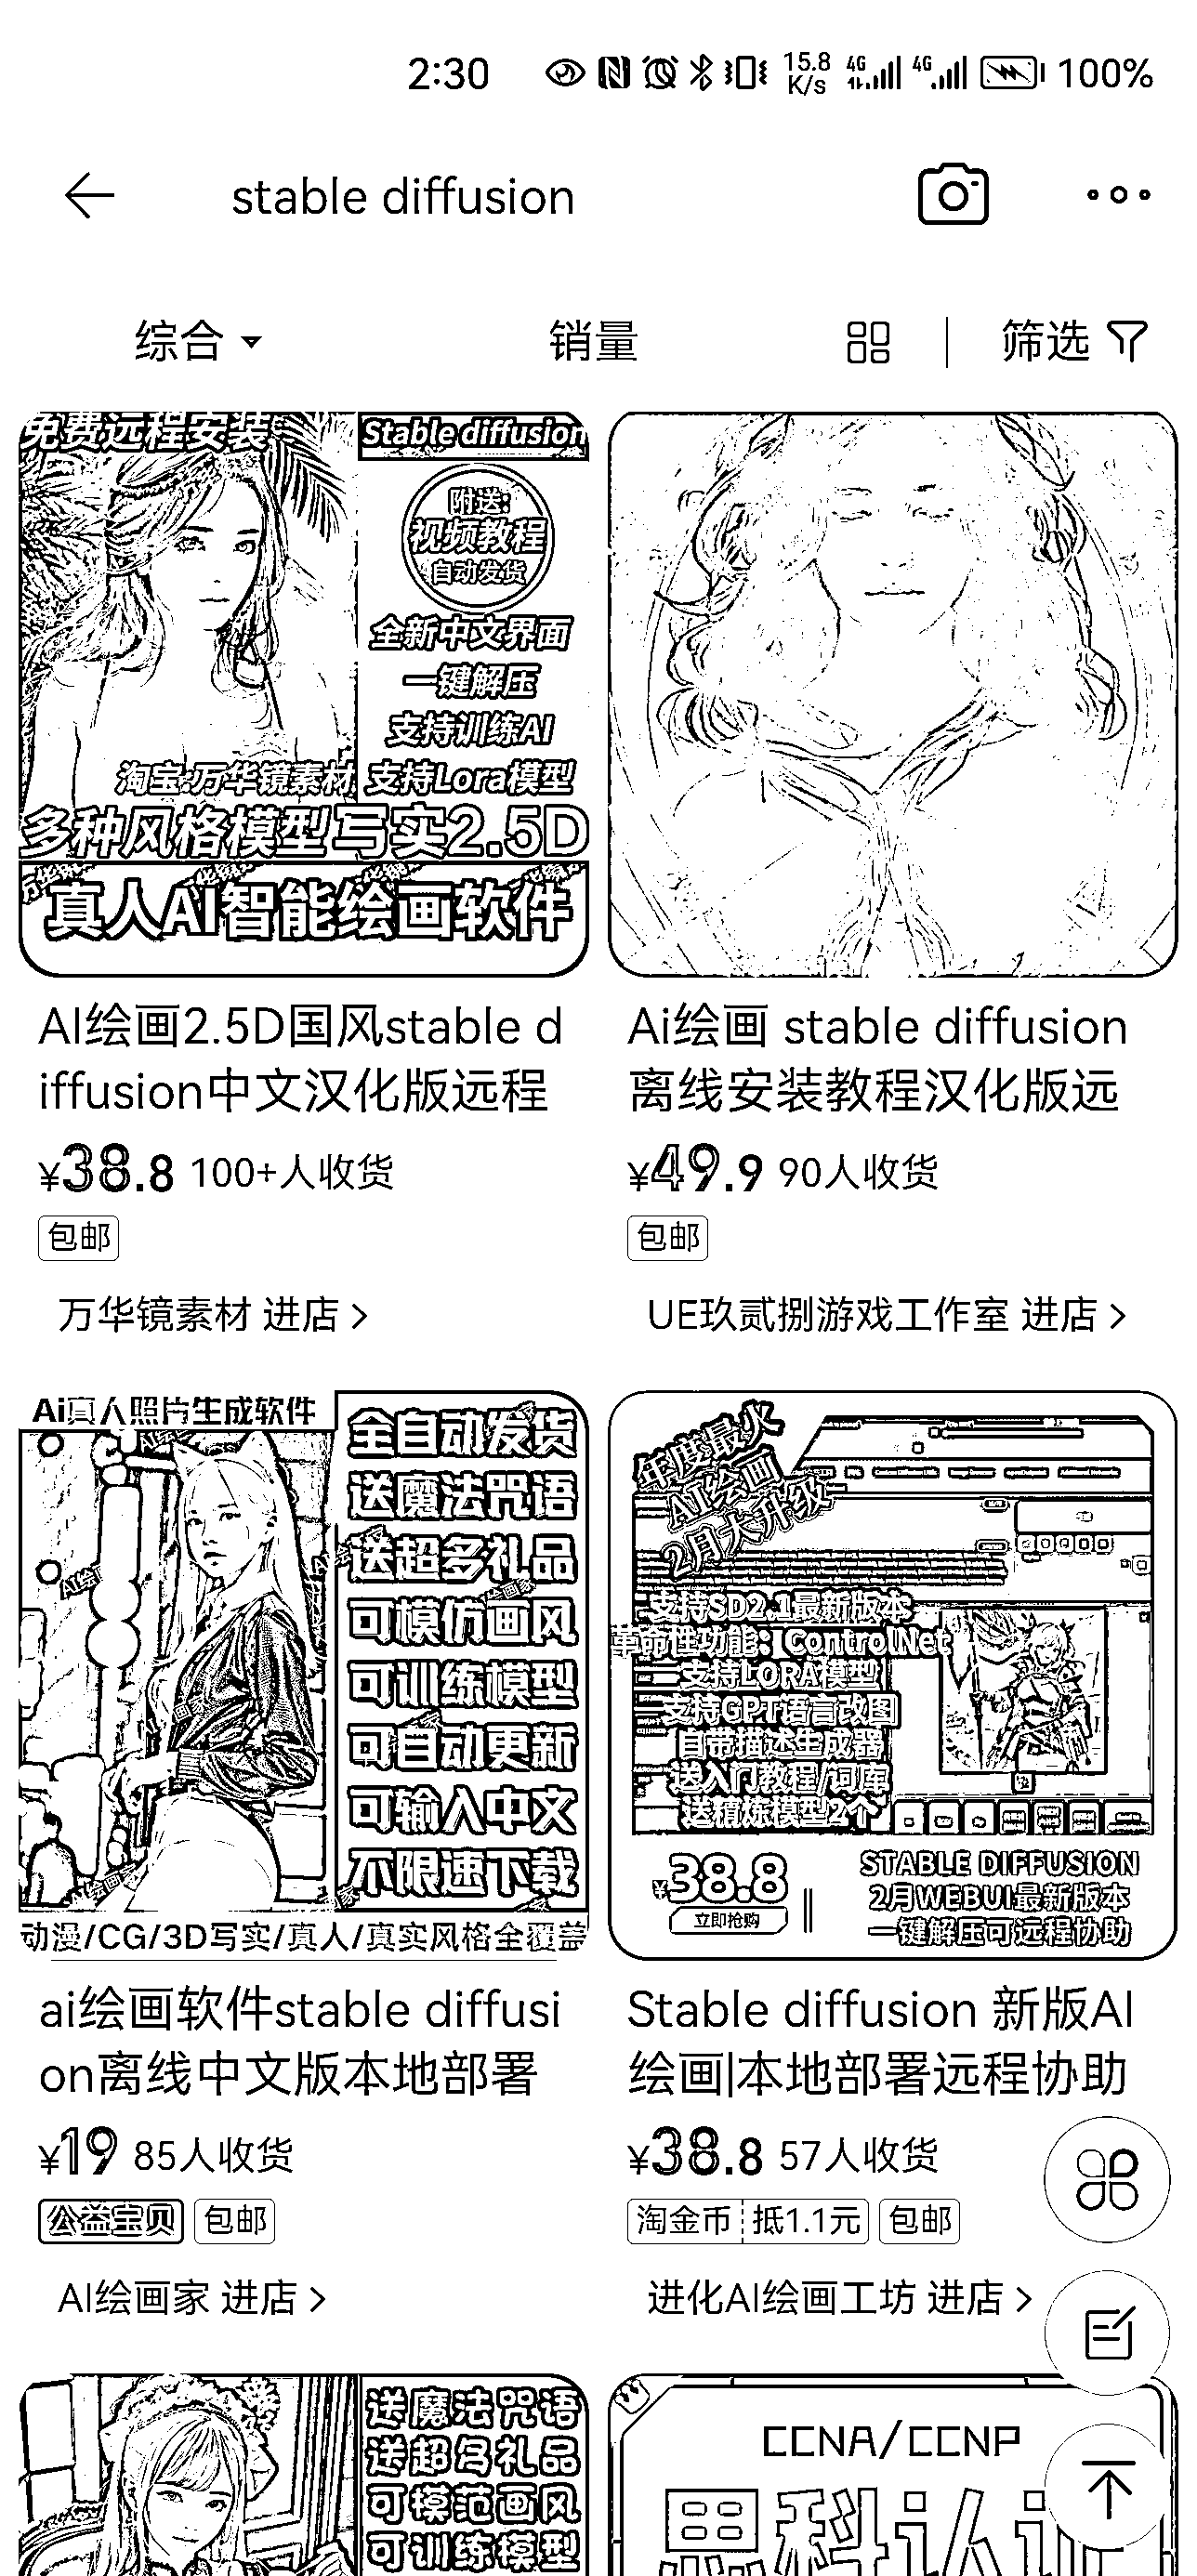 2:30
15.8 K/s 4G 4G 100%
stable diffusion
综合
销量
筛选
免费远程安装
Stable diffusion
附送:
视频教程
自动发货
全新中文界面
一键解压
支持训练AI
淘宝:万华镜素材
支持Lora模型
多种风格模型写实2.5D
真人AI智能绘画软件
AI绘画2.5D国风stable d
iffusion中文汉化版远程
¥38.8 100+人收货
包邮
万华镜素材 进店
Ai绘画 stable diffusion
离线安装教程汉化版远
¥49.9 90人收货
包邮
UE玖贰捌游戏工作室 进店
Ai真人照片生成软件
全自动发货
送魔法咒语
送超多礼品
可模仿画风
可训练模型
可自动更新
可输入中文
不限速下载
动漫/CG/3D写实/真人/真实风格全覆盖
ai绘画软件stable diffusi
on离线中文版本地部署
¥19 85人收货
公益宝贝 包邮
AI绘画家 进店
年度最火
AI绘画
2月大升级
支持SD2.1最新版本
革命性功能：ControlNet
支持LORA模型
支持GPT语言改图
自带描述生成器
送入门教程/词库
送精炼模型2个
¥38.8
立即抢购
STABLE DIFFUSION
2月WEBUI最新版本
一键解压可远程协助
Stable diffusion 新版AI
绘画|本地部署远程协助
¥38.8 57人收货
淘金币 抵1.1元 包邮
进化AI绘画工坊 进店
送魔法咒语
送超多礼品
可模范画风
可训练模型
CCNA/CCNP
思科认证